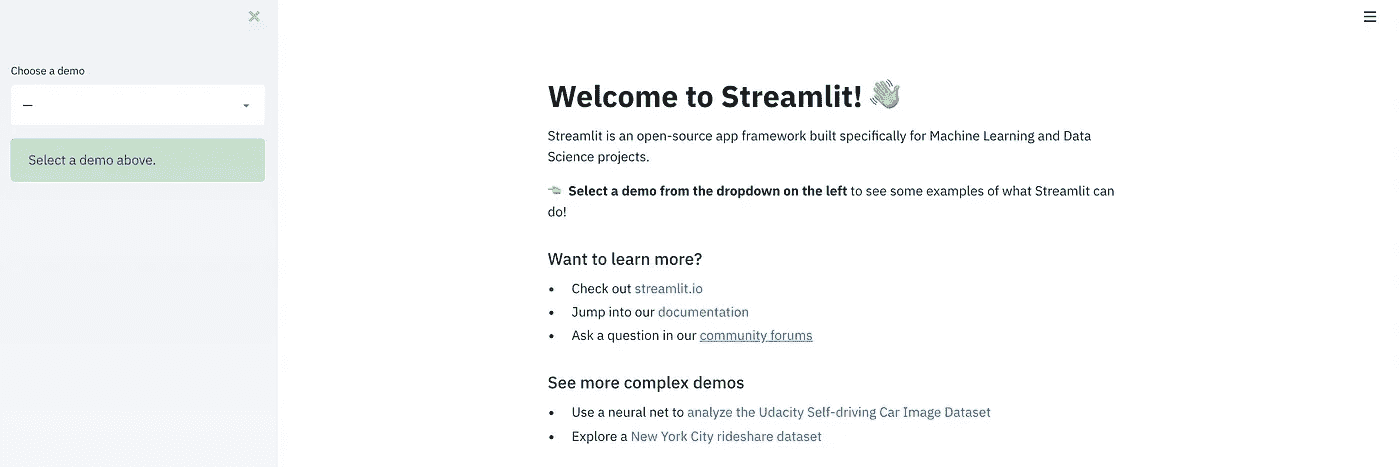 Choose a demo
—
Select a demo above.
Welcome to Streamlit! 👋
Streamlit is an open-source app framework built specifically for Machine Learning and Data
Science projects.
👈 Select a demo from the dropdown on the left to see some examples of what Streamlit can
do!
Want to learn more?
• Check out streamlit.io
• Jump into our documentation
• Ask a question in our community forums
See more complex demos
• Use a neural net to analyze the Udacity Self-driving Car Image Dataset
• Explore a New York City rideshare dataset